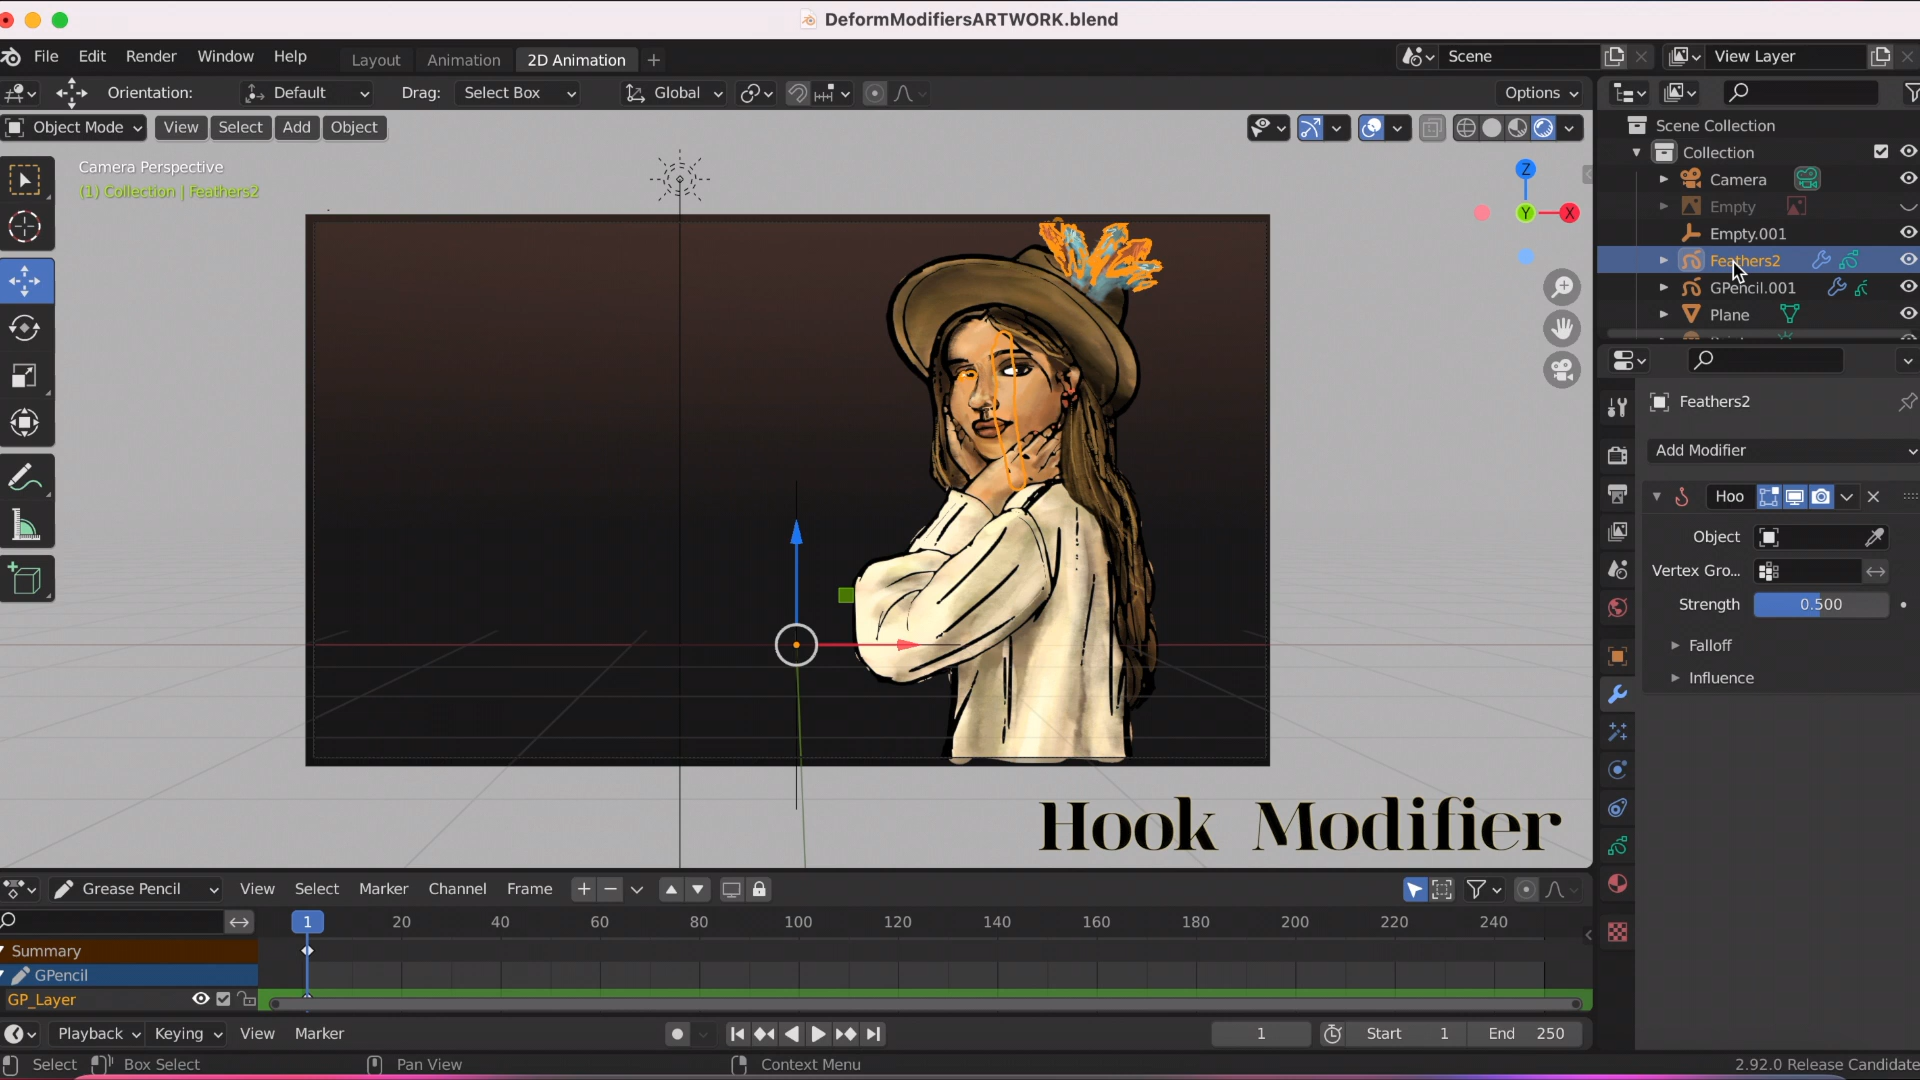 DeformModifiersARTWORK.blend
File Edit Render Window Help Layout Animation 2D Animation + Scene View Layer
Orientation: Default Drag: Select Box Global Options
Object Mode View Select Add Object
Camera Perspective
(1) Collection | Feathers2
Z
Y X
Scene Collection
Collection
Camera
Empty
Empty.001
Feathers2
GPencil.001
Plane
Feathers2
Add Modifier
Hoo
Object
Vertex Gro...
Strength 0.500
Falloff
Influence
Hook Modifier
Grease Pencil View Select Marker Channel Frame
1 20 40 60 80 100 120 140 160 180 200 220 240
Summary
GPencil
GP_Layer
Playback Keying View Marker 1 Start 1 End 250
Select Box Select Pan View Context Menu 2.92.0 Release Candidate